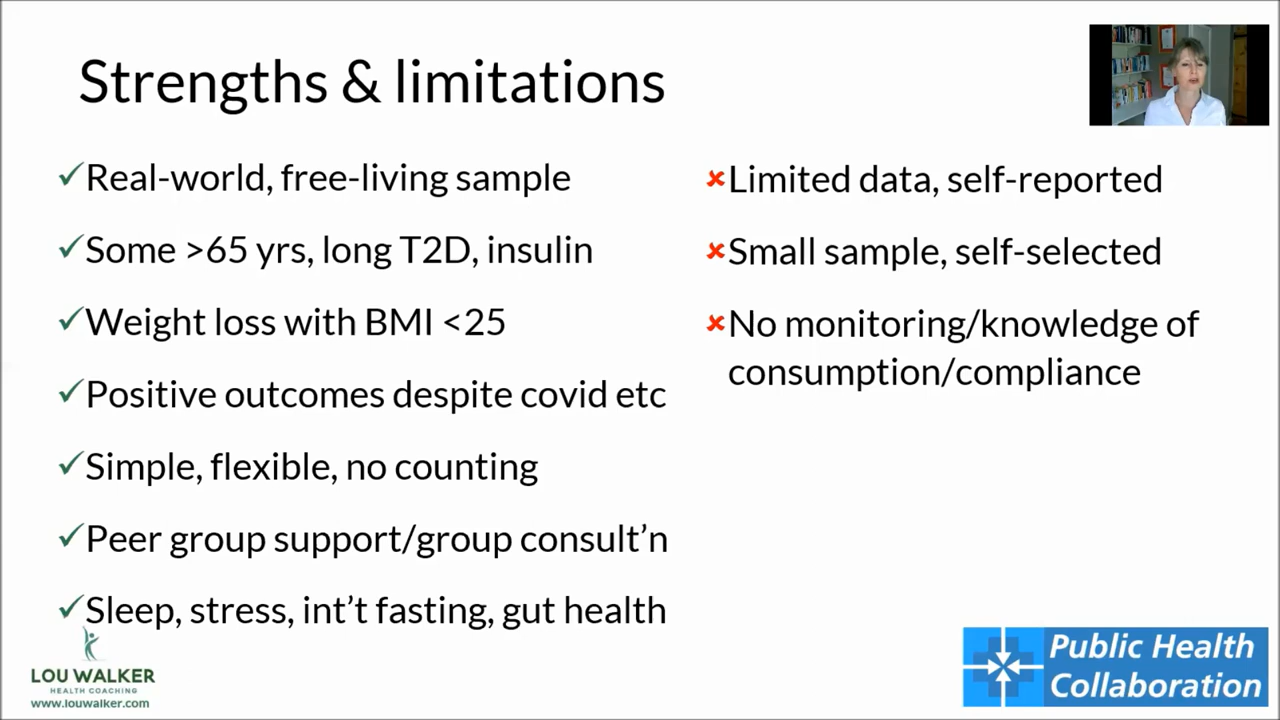 Strengths & limitations
Real-world, free-living sample
Some >65 yrs, long T2D, insulin
Weight loss with BMI <25
Positive outcomes despite covid etc
Simple, flexible, no counting
Peer group support/group consult’n
Sleep, stress, int’t fasting, gut health
Limited data, self-reported
Small sample, self-selected
No monitoring/knowledge of
consumption/compliance
LOU WALKER
HEALTH COACHING
www.louwalker.com
Public Health
Collaboration